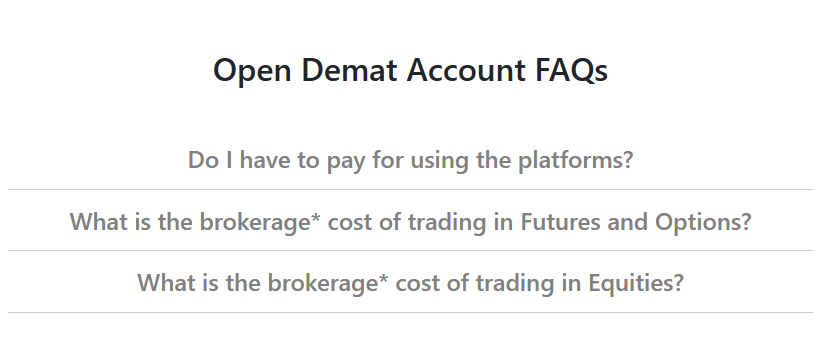 Open Demat Account FAQs
Do I have to pay for using the platforms?
What is the brokerage* cost of trading in Futures and Options?
What is the brokerage* cost of trading in Equities?